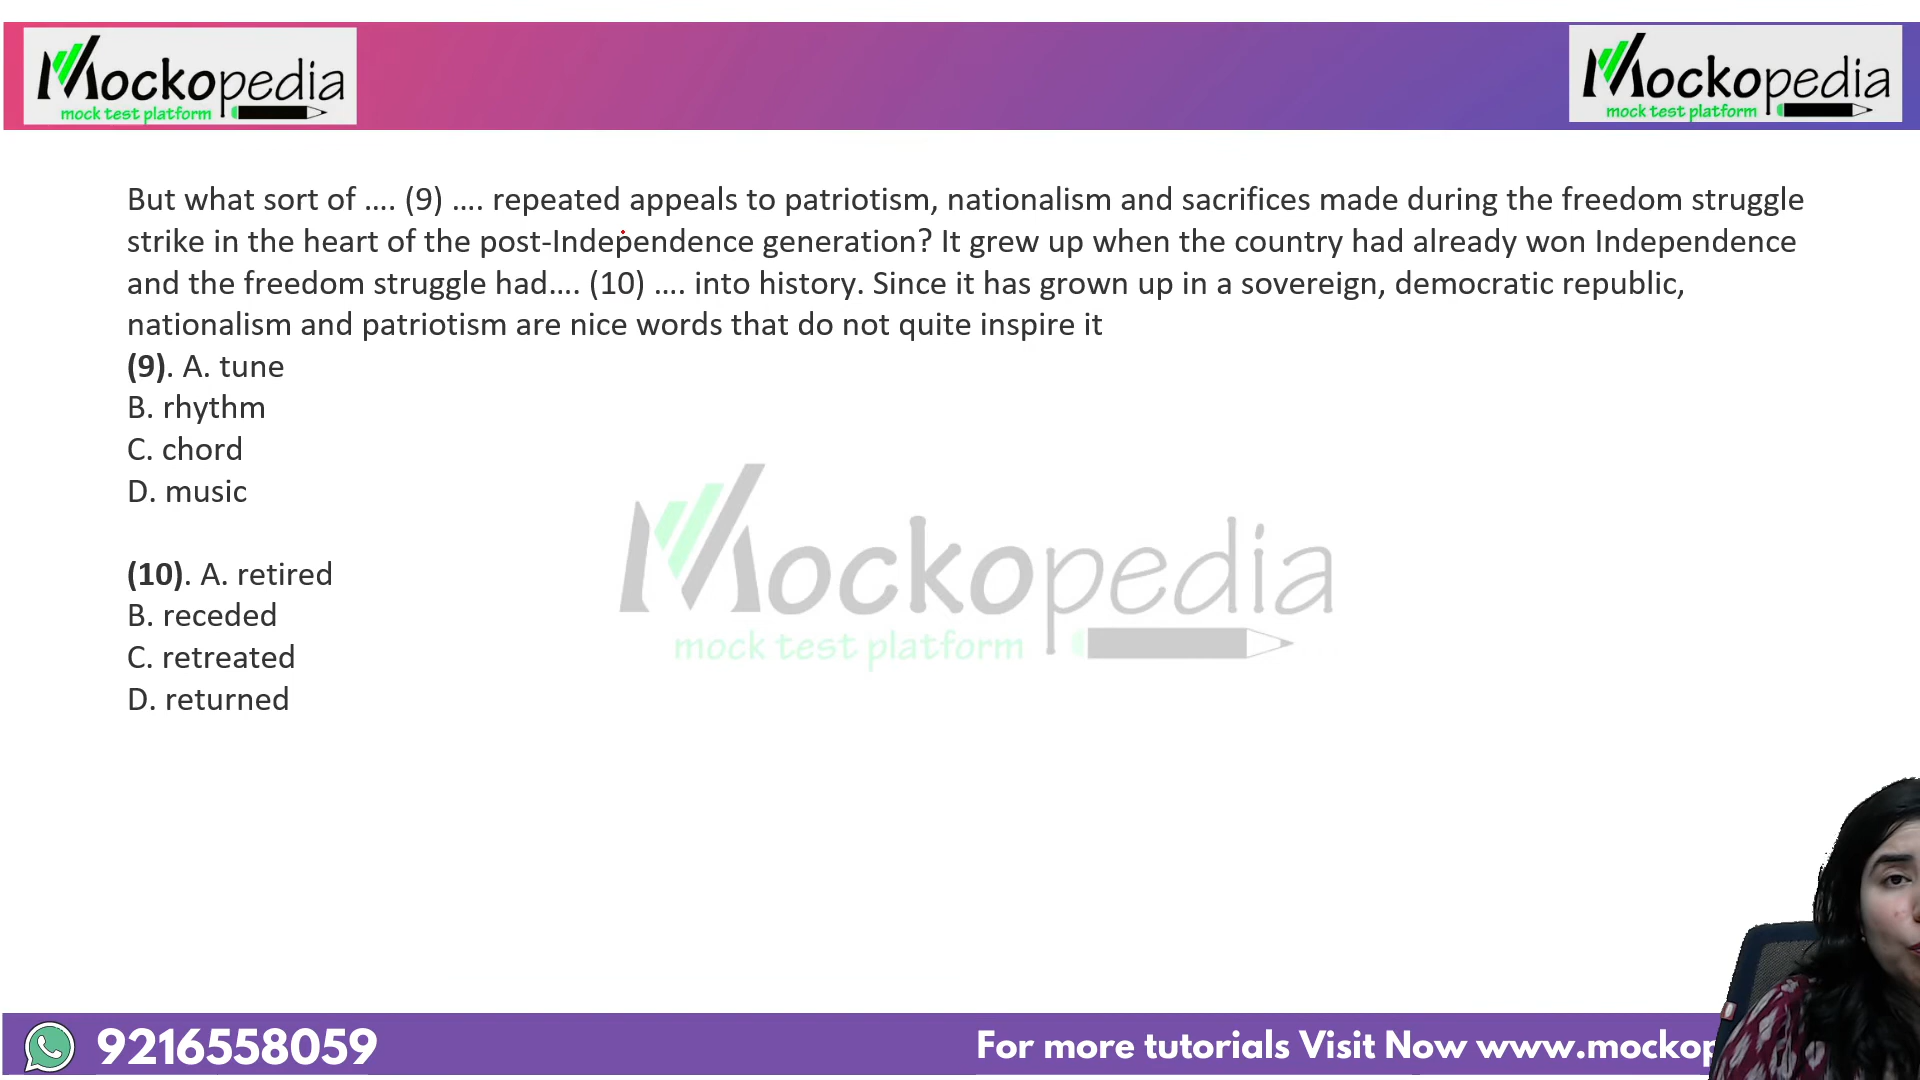 Mockopedia
mock test platform
Mockopedia
mock test platform
But what sort of .... (9) .... repeated appeals to patriotism, nationalism and sacrifices made during the freedom struggle
strike in the heart of the post-Independence generation? It grew up when the country had already won Independence
and the freedom struggle had.... (10) .... into history. Since it has grown up in a sovereign, democratic republic,
nationalism and patriotism are nice words that do not quite inspire it
(9). A. tune
B. rhythm
C. chord
D. music
(10). A. retired
B. receded
C. retreated
D. returned
Mockopedia
mock test platform
9216558059
For more tutorials Visit Now www.mockop